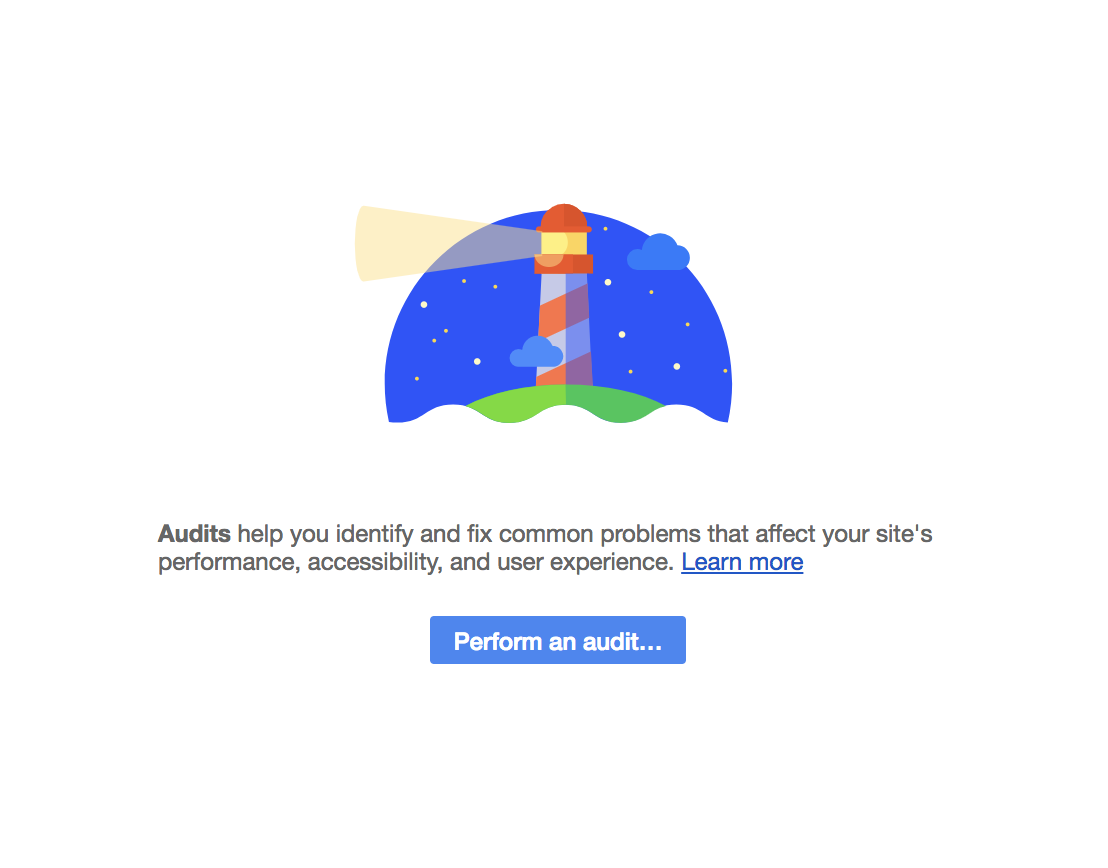 Audits help you identify and fix common problems that affect your site's
performance, accessibility, and user experience. Learn more
Perform an audit...